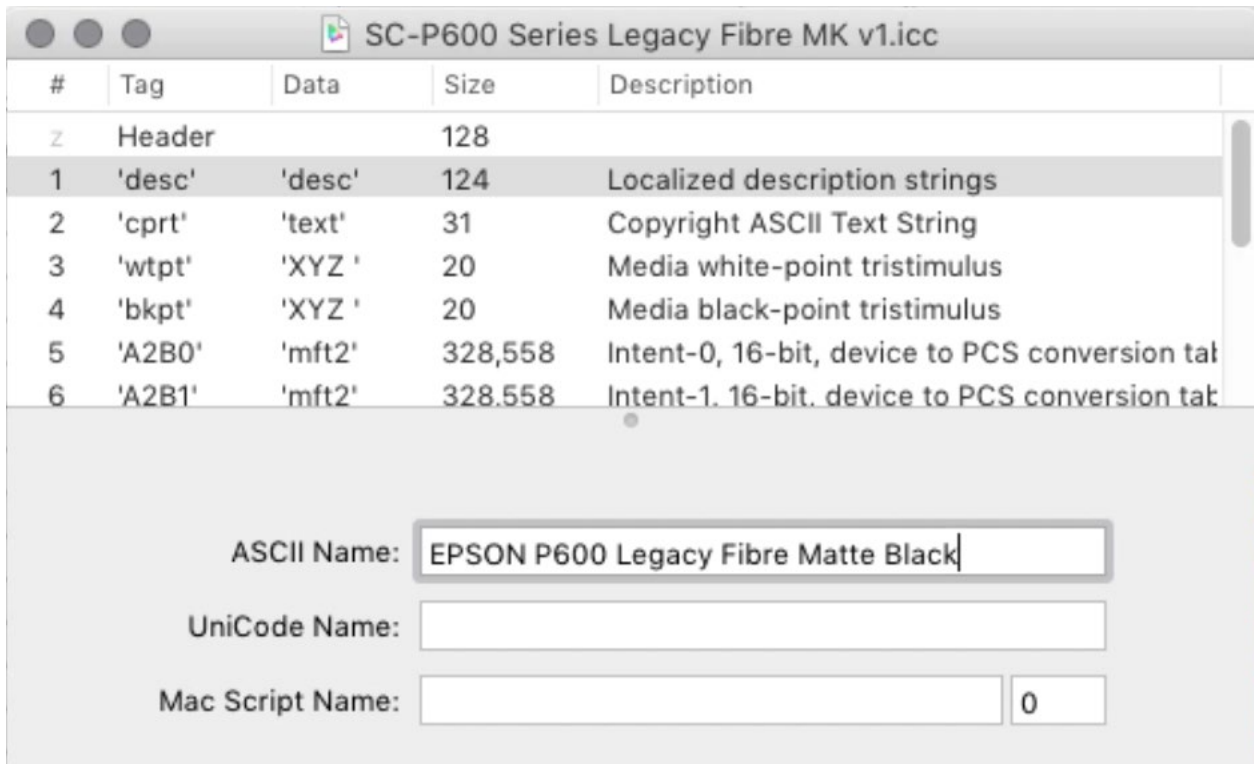 SC-P600 Series Legacy Fibre MK v1.icc
# Tag Data Size Description
z Header 128
1 'desc' 'desc' 124 Localized description strings
2 'cprt' 'text' 31 Copyright ASCII Text String
3 'wtpt' 'XYZ ' 20 Media white-point tristimulus
4 'bkpt' 'XYZ ' 20 Media black-point tristimulus
5 'A2B0' 'mft2' 328,558 Intent-0, 16-bit, device to PCS conversion tab
6 'A2B1' 'mft2' 328,558 Intent-1, 16-bit, device to PCS conversion tab
ASCII Name: EPSON P600 Legacy Fibre Matte Black
UniCode Name:
Mac Script Name: 0